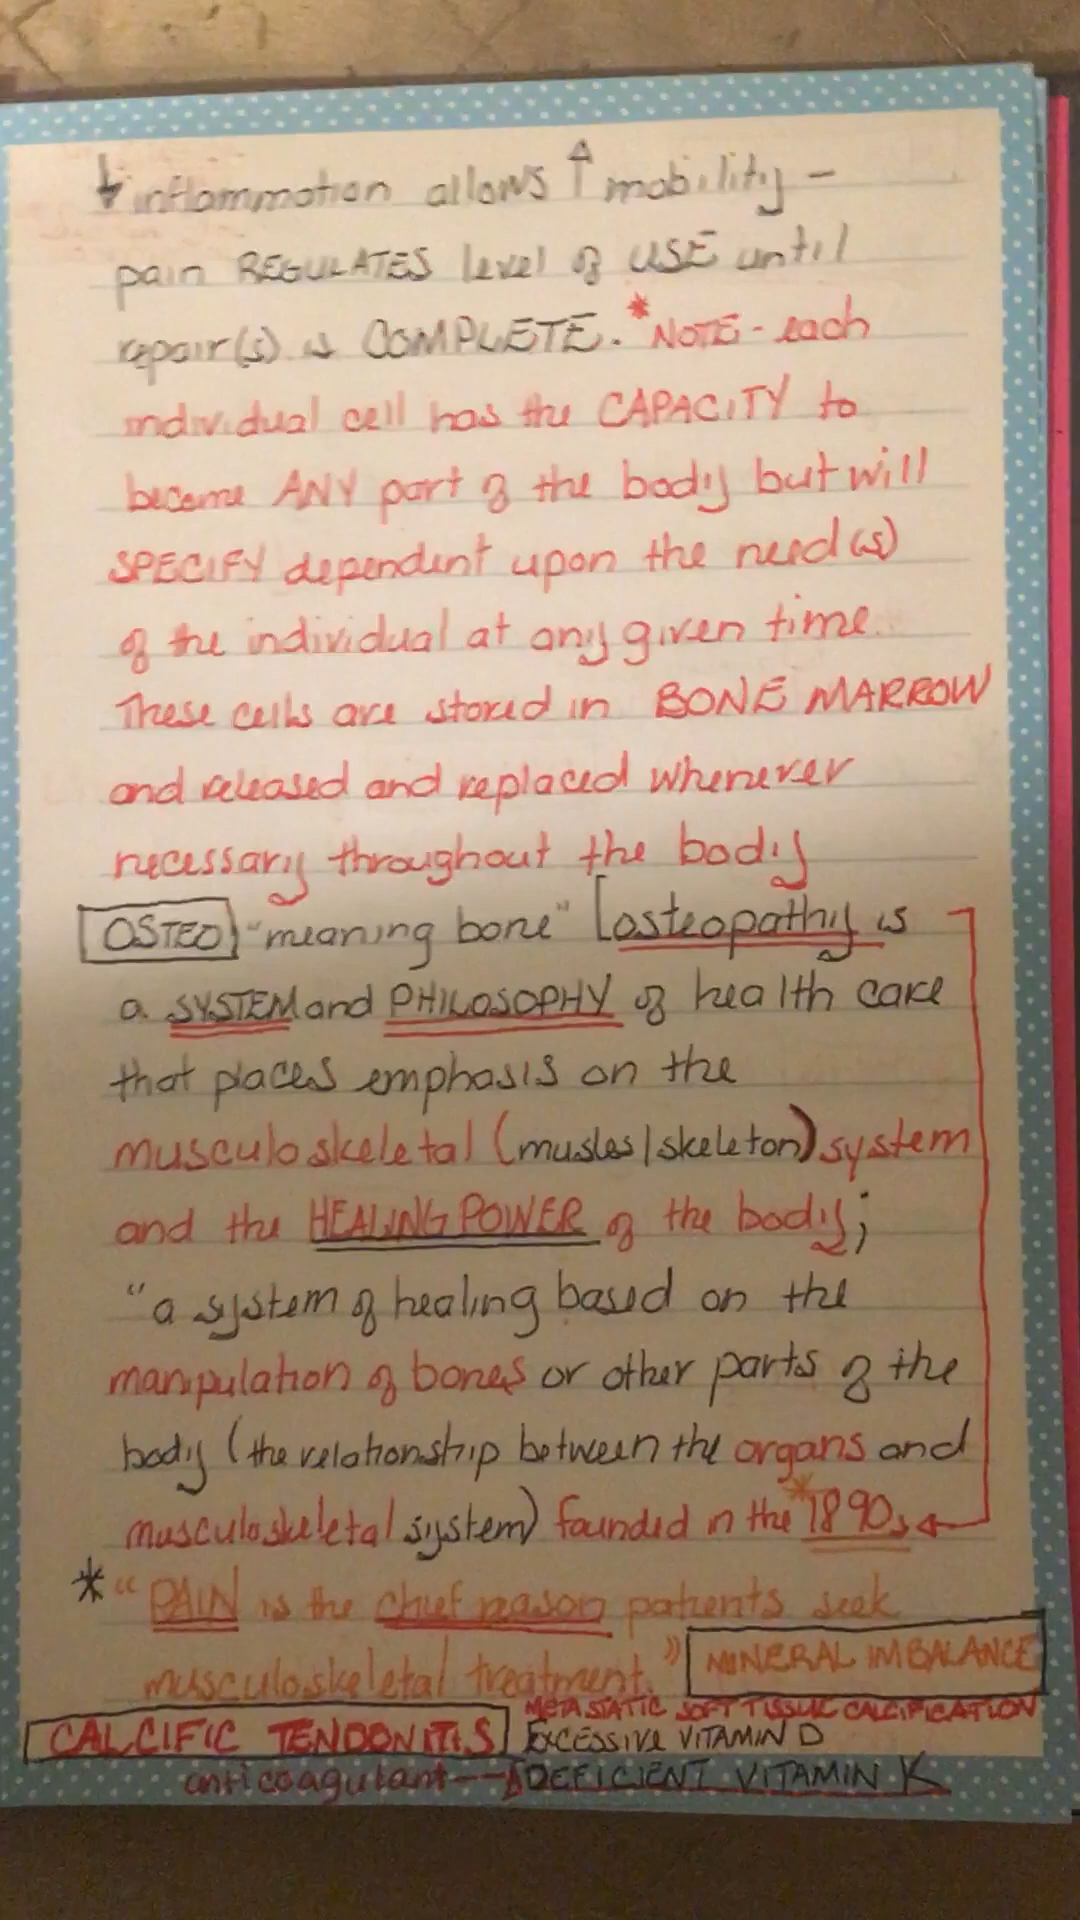 ↓ inflammation allows ↑ mobility -
pain REGULATES level of USE until
repair(s) is COMPLETE. *NOTE - each
individual cell has the CAPACITY to
become ANY part of the body but will
SPECIFY dependent upon the need(s)
of the individual at any given time.
These cells are stored in BONE MARROW
and released and replaced whenever
necessary throughout the body
OSTEO "meaning bone" [osteopathy is
a SYSTEM and PHILOSOPHY of health care
that places emphasis on the
musculoskeletal (musles/skeleton) system
and the HEALING POWER of the body;
"a system of healing based on the
manipulation of bones or other parts of the
body (the relationship between the organs and
musculoskeletal system) founded in the *1890s
* "PAIN is the chief reason patients seek
musculoskeletal treatment." MINERAL IMBALANCE
METASTATIC SOFT TISSUE CALCIFICATION
CALCIFIC TENDONITIS EXCESSIVE VITAMIN D
anticoagulant--→DEFICIENT VITAMIN K